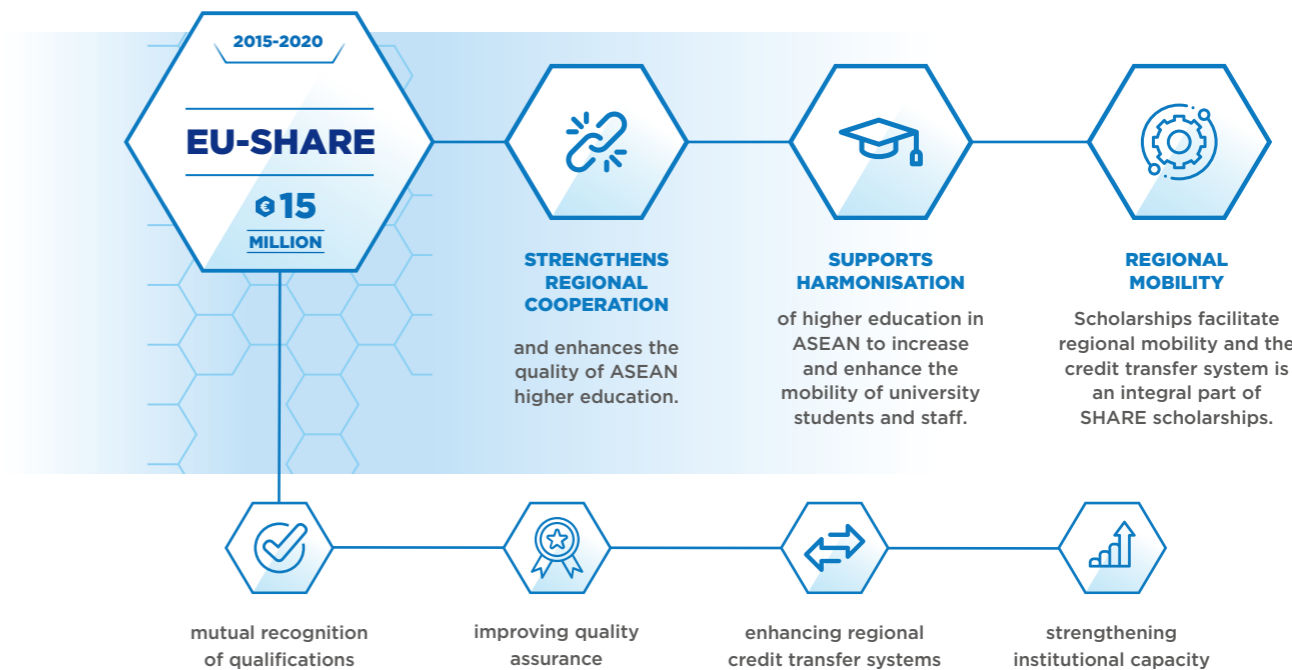 2015-2020
EU-SHARE
€ 15
MILLION
STRENGTHENS
REGIONAL
COOPERATION
and enhances the
quality of ASEAN
higher education.
SUPPORTS
HARMONISATION
of higher education in
ASEAN to increase
and enhance the
mobility of university
students and staff.
REGIONAL
MOBILITY
Scholarships facilitate
regional mobility and the
credit transfer system is
an integral part of
SHARE scholarships.
mutual recognition
of qualifications
improving quality
assurance
enhancing regional
credit transfer systems
strengthening
institutional capacity